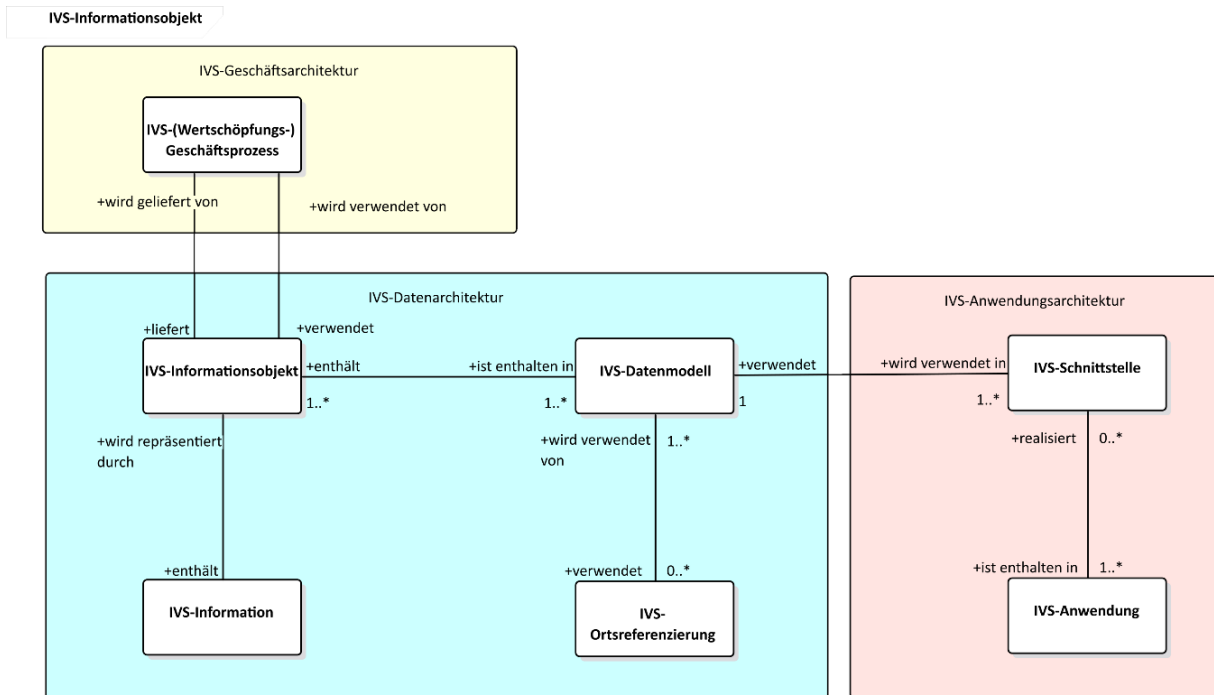 IVS-Informationsobjekt
IVS-Geschäftsarchitektur
IVS-(Wertschöpfungs-)
Geschäftsprozess
+wird geliefert von
+wird verwendet von
IVS-Datenarchitektur
IVS-Anwendungsarchitektur
+liefert
+verwendet
IVS-Informationsobjekt
+enthält
1..*
+ist enthalten in
1..*
IVS-Datenmodell
+verwendet
1
+wird verwendet in
1..*
IVS-Schnittstelle
+wird repräsentiert
durch
+wird verwendet
von
1..*
+realisiert
0..*
+enthält
+verwendet
0..*
+ist enthalten in
1..*
IVS-Information
IVS-
Ortsreferenzierung
IVS-Anwendung